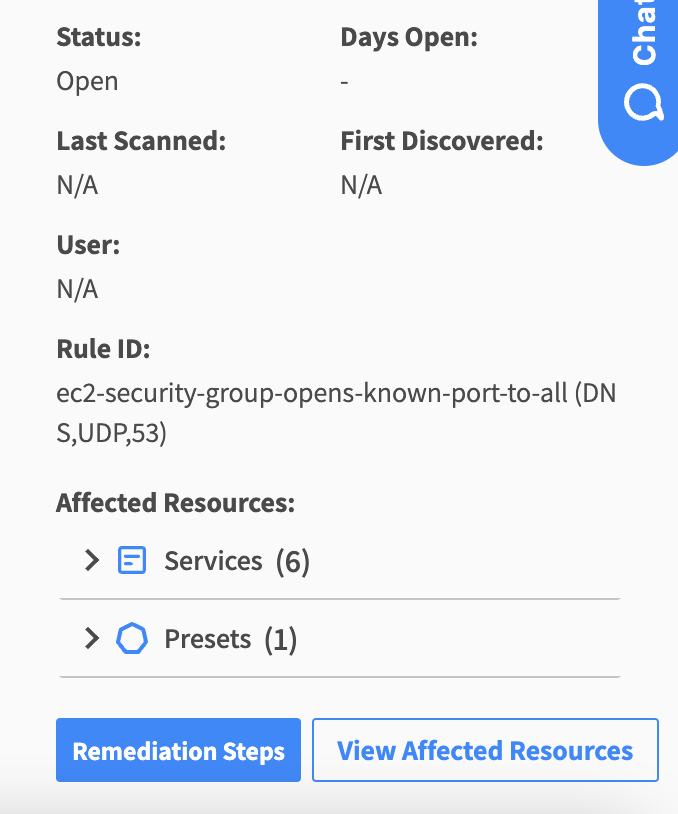 Chat
Status:
Days Open:
Open
-
Last Scanned:
First Discovered:
N/A
N/A
User:
N/A
Rule ID:
ec2-security-group-opens-known-port-to-all (DN
S,UDP,53)
Affected Resources:
Services (6)
Presets (1)
Remediation Steps
View Affected Resources